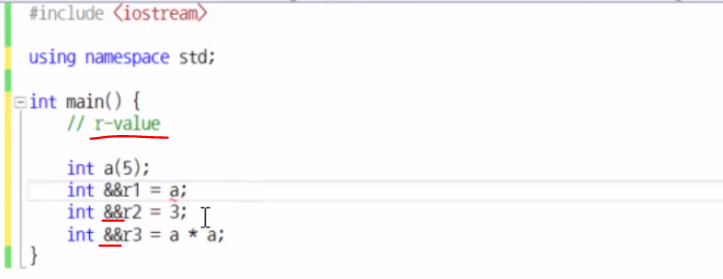 #include <iostream>
using namespace std;
int main() {
// r-value
int a(5);
int &&r1 = a;
int &&r2 = 3;
int &&r3 = a * a;
}